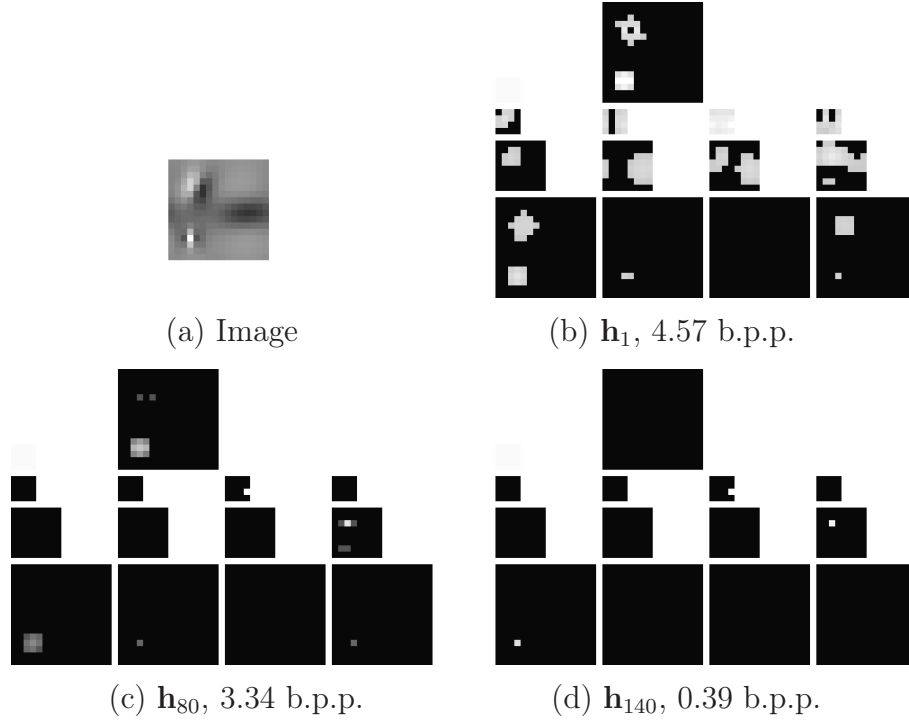 (a) Image
(b) h₁, 4.57 b.p.p.
(c) h₈₀, 3.34 b.p.p.
(d) h₁₄₀, 0.39 b.p.p.